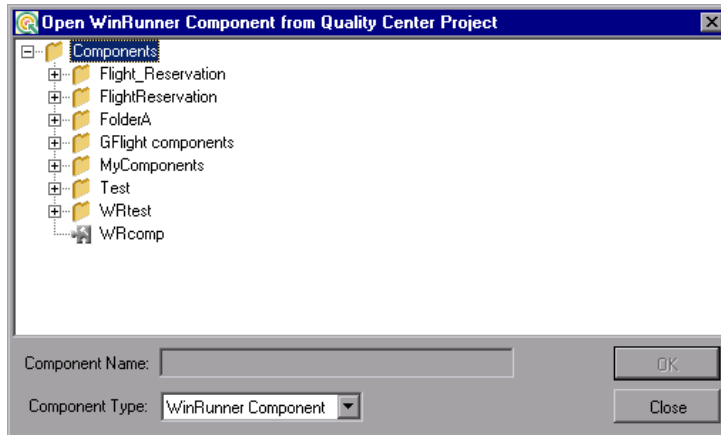 Open WinRunner Component from Quality Center Project
Components
Flight_Reservation
FlightReservation
FolderA
GFlight components
MyComponents
Test
WRtest
WRcomp
Component Name:
OK
Component Type: WinRunner Component
Close